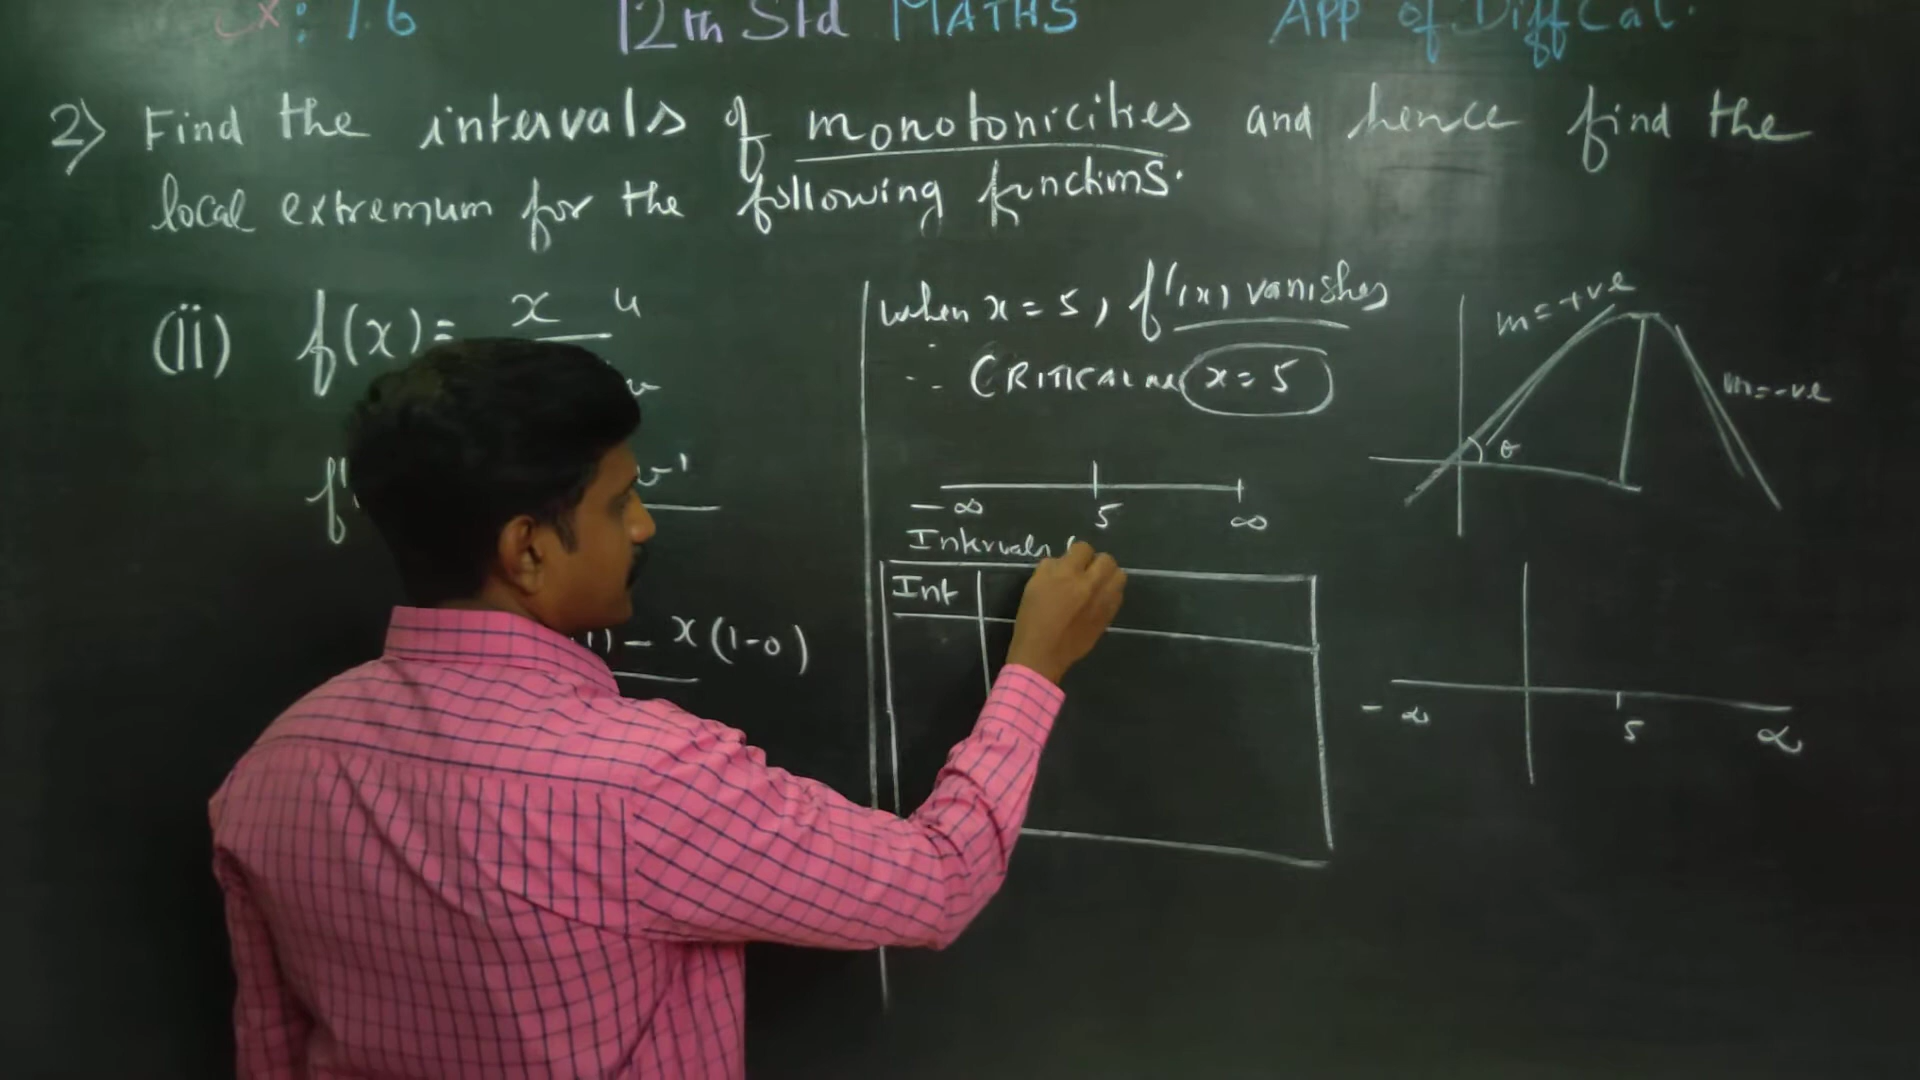 Ex: 7.6 12th Std MATHS App of Diff Cal.
2) Find the intervals of monotonicities and hence find the
local extremum for the following functions.
(ii) f(x) = x u
v
f' v'
1) - x(1-0)
when x = 5, f'(x) vanishes
∴ CRITICAL x = 5
- ∞ 5 ∞
Intervals (
Int
m = +ve
m = -ve
θ
- ∞ 5 ∞